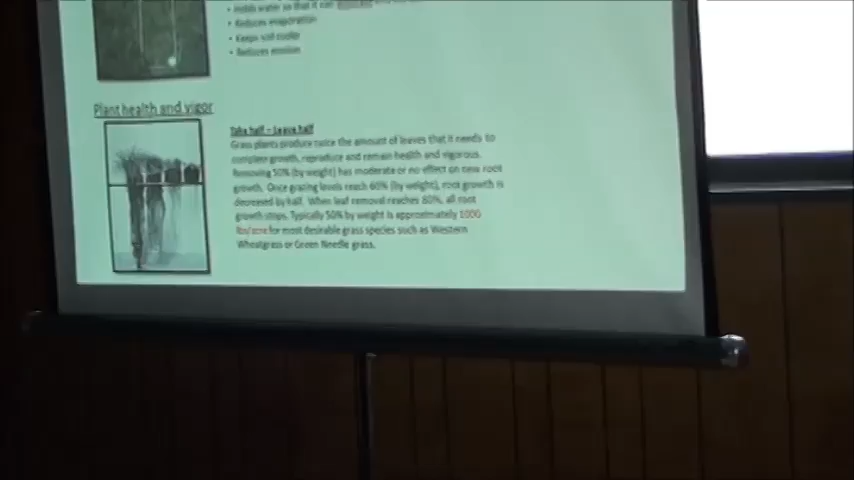 • Holds water so that it can
• Reduces evaporation
• Keeps soil cooler
• Reduces erosion
Plant health and vigor
Take half – Leave half
Grass plants produce twice the amount of leaves that it needs to
complete growth, reproduce and remain health and vigorous.
Removing 50% (by weight) has moderate or no effect on new root
growth. Once grazing levels reach 60% (by weight), root growth is
decreased by half. When leaf removal reaches 80%, all root
growth stops. Typically 50% by weight is approximately 1000
lbs/acre for most desirable grass species such as Western
Wheatgrass or Green Needle grass.